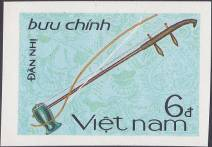 bưu chính
ĐÀN NHỊ
6đ
Việt nam